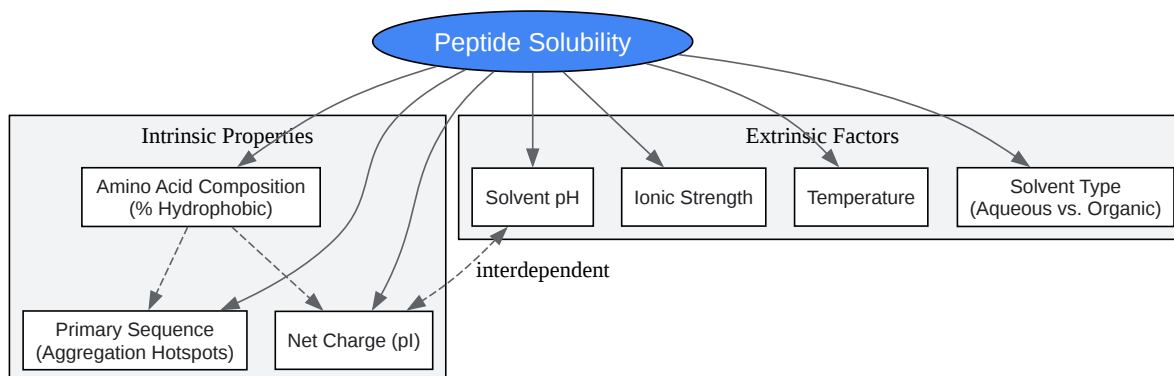 Peptide Solubility
Intrinsic Properties
Extrinsic Factors
Amino Acid Composition
(% Hydrophobic)
Solvent pH
Ionic Strength
Temperature
Solvent Type
(Aqueous vs. Organic)
interdependent
Primary Sequence
(Aggregation Hotspots)
Net Charge (pI)